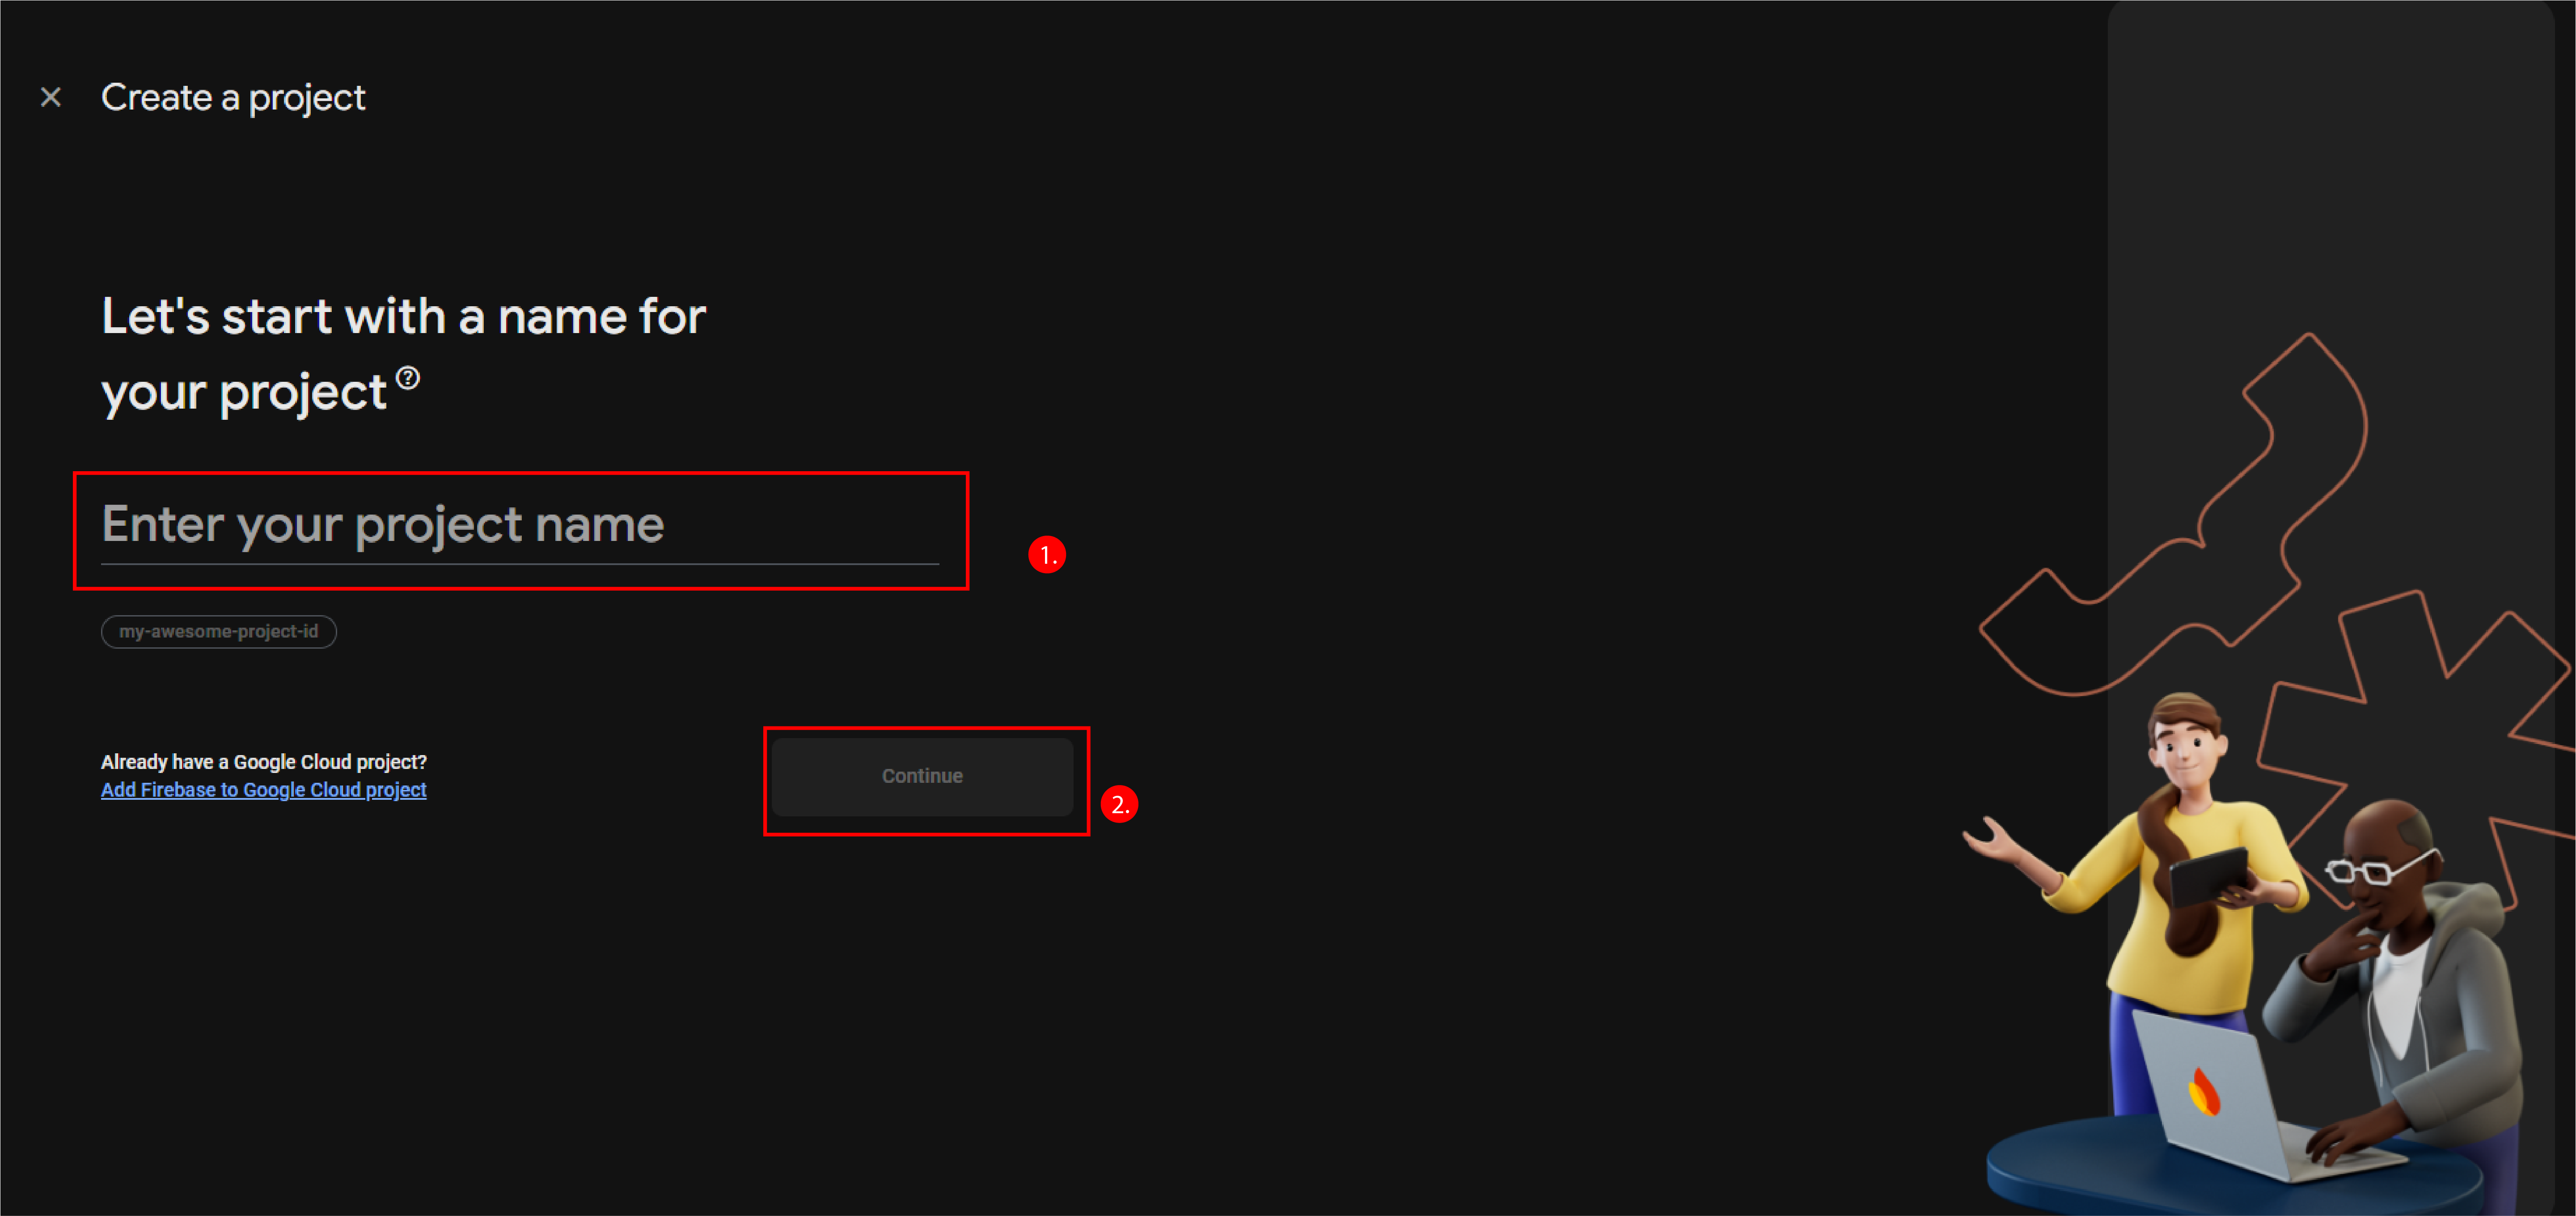 Create a project
Let's start with a name for
your project
Enter your project name
1.
my-awesome-project-id
Already have a Google Cloud project?
Add Firebase to Google Cloud project
Continue
2.